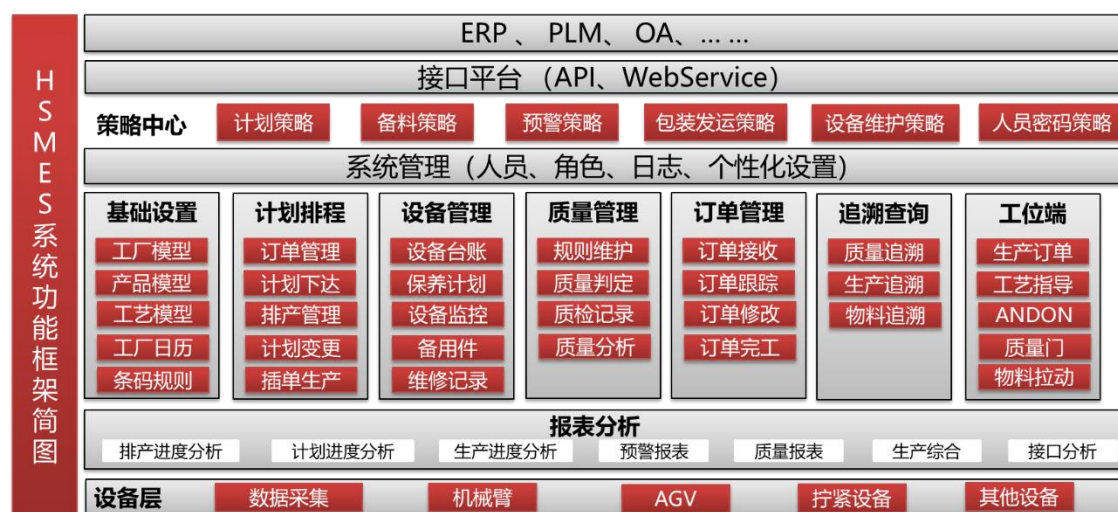 HSMES系统功能框架简图
ERP 、 PLM、 OA、... ...
接口平台 （API、WebService）
策略中心 计划策略 备料策略 预警策略 包装发运策略 设备维护策略 人员密码策略
系统管理（人员、角色、日志、个性化设置）
基础设置
工厂模型
产品模型
工艺模型
工厂日历
条码规则
计划排程
订单管理
计划下达
排产管理
计划变更
插单生产
设备管理
设备台账
保养计划
设备监控
备用件
维修记录
质量管理
规则维护
质量判定
质检记录
质量分析
订单管理
订单接收
订单跟踪
订单修改
订单完工
追溯查询
质量追溯
生产追溯
物料追溯
工位端
生产订单
工艺指导
ANDON
质量门
物料拉动
报表分析
排产进度分析 计划进度分析 生产进度分析 预警报表 质量报表 生产综合 接口分析
设备层 数据采集 机械臂 AGV 拧紧设备 其他设备